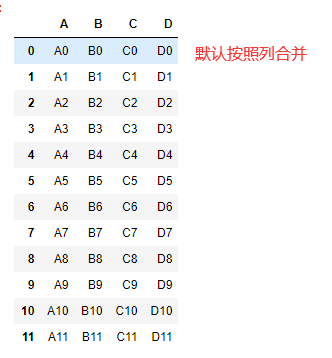 A B C D
0 A0 B0 C0 D0 默认按照列合并
1 A1 B1 C1 D1
2 A2 B2 C2 D2
3 A3 B3 C3 D3
4 A4 B4 C4 D4
5 A5 B5 C5 D5
6 A6 B6 C6 D6
7 A7 B7 C7 D7
8 A8 B8 C8 D8
9 A9 B9 C9 D9
10 A10 B10 C10 D10
11 A11 B11 C11 D11